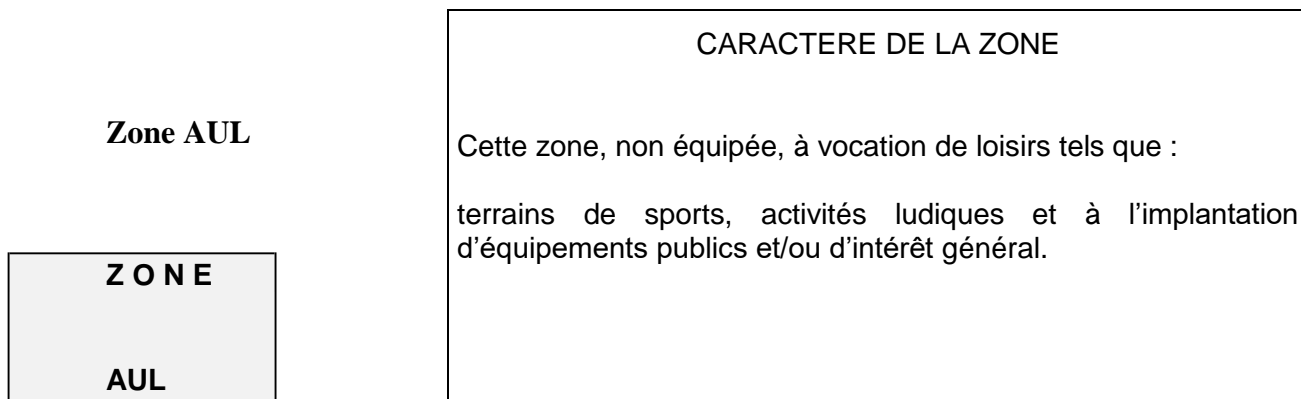 Zone AUL
Z O N E
AUL
CARACTERE DE LA ZONE
Cette zone, non équipée, à vocation de loisirs tels que :
terrains de sports, activités ludiques et à l’implantation
d’équipements publics et/ou d’intérêt général.